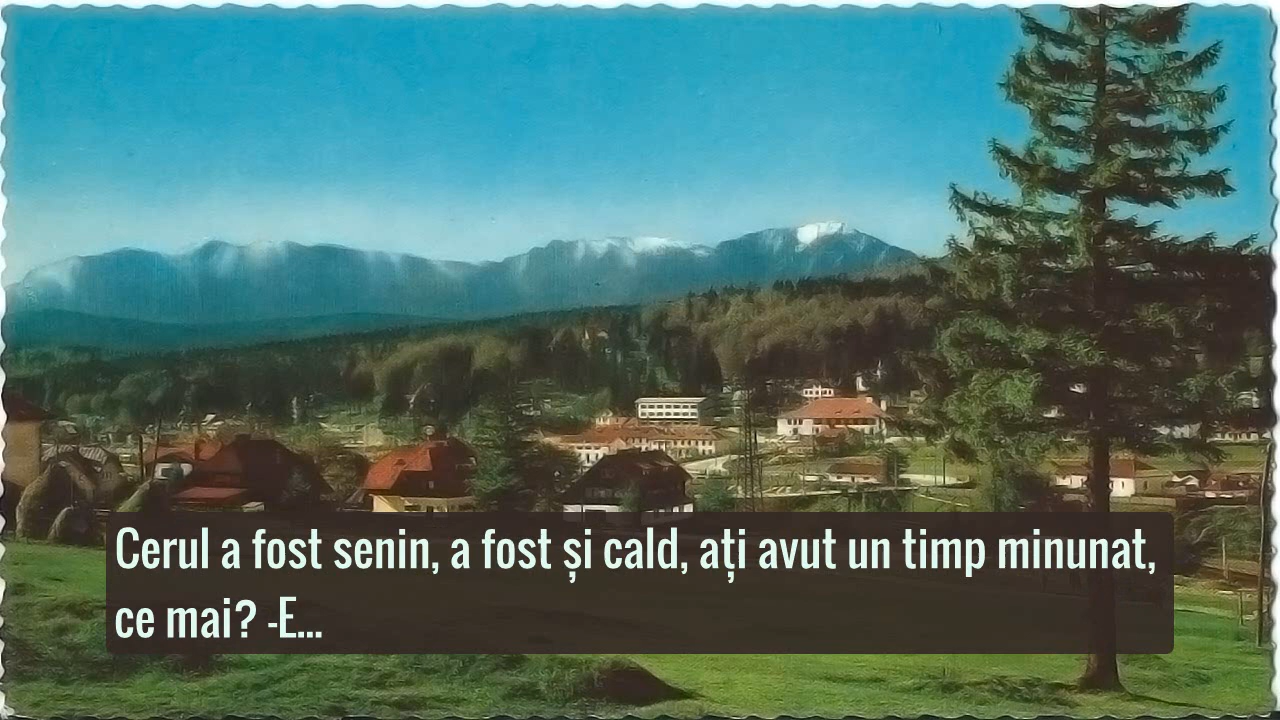 Cerul a fost senin, a fost și cald, ați avut un timp minunat,
ce mai? -E...